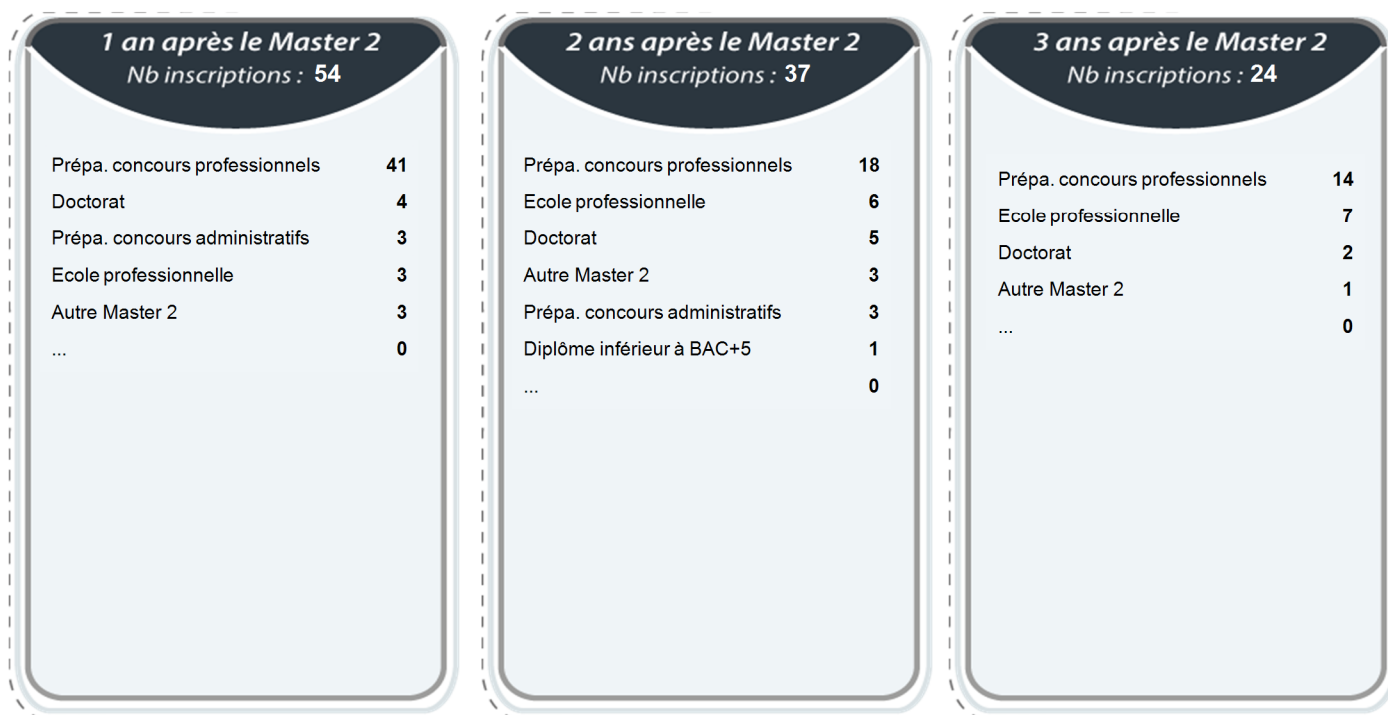 1 an après le Master 2
Nb inscriptions : 54
Prépa. concours professionnels 41
Doctorat 4
Prépa. concours administratifs 3
Ecole professionnelle 3
Autre Master 2 3
... 0
2 ans après le Master 2
Nb inscriptions : 37
Prépa. concours professionnels 18
Ecole professionnelle 6
Doctorat 5
Autre Master 2 3
Prépa. concours administratifs 3
Diplôme inférieur à BAC+5 1
... 0
3 ans après le Master 2
Nb inscriptions : 24
Prépa. concours professionnels 14
Ecole professionnelle 7
Doctorat 2
Autre Master 2 1
... 0